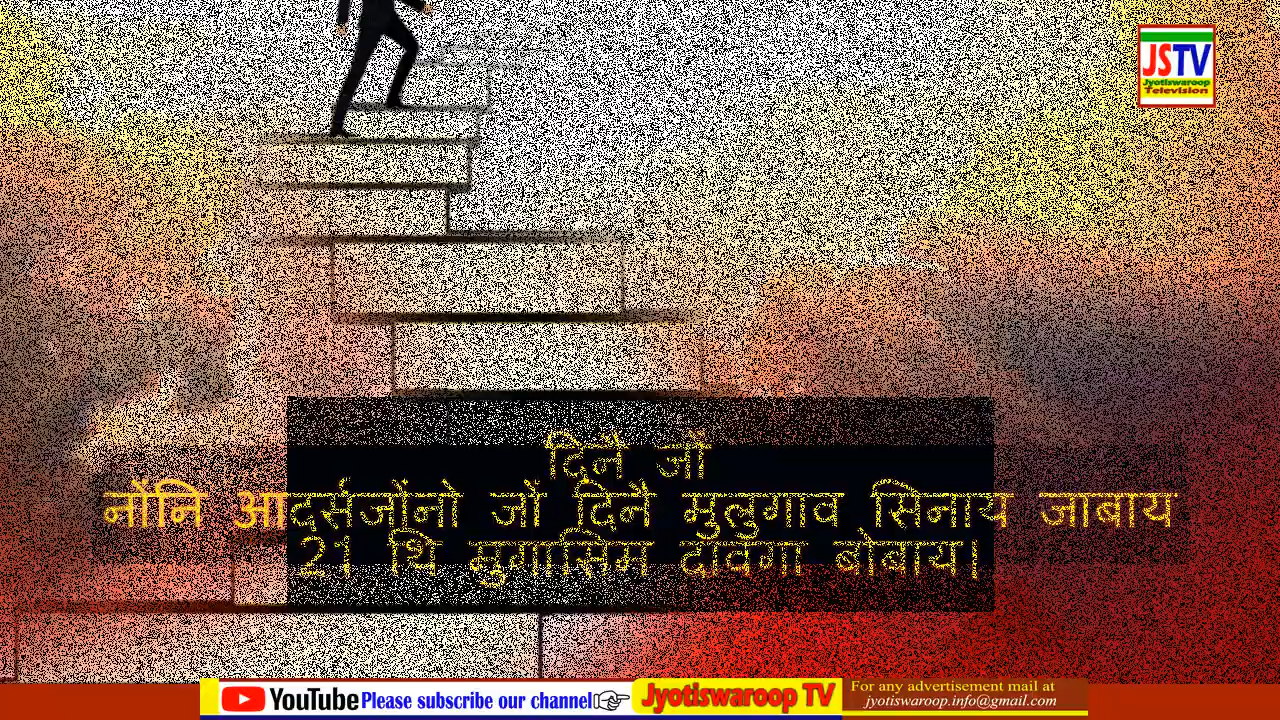 JSTV
Jyotiswaroop
Television
दिनै जों
नोंनि आदर्सजोंनो जों दिनै मुलुगाव सिनाय जाबाय
21 थि मुगासिम दावगा बोबाय।
YouTube Please subscribe our channel Jyotiswaroop TV
For any advertisement mail at
jyotiswaroop.info@gmail.com